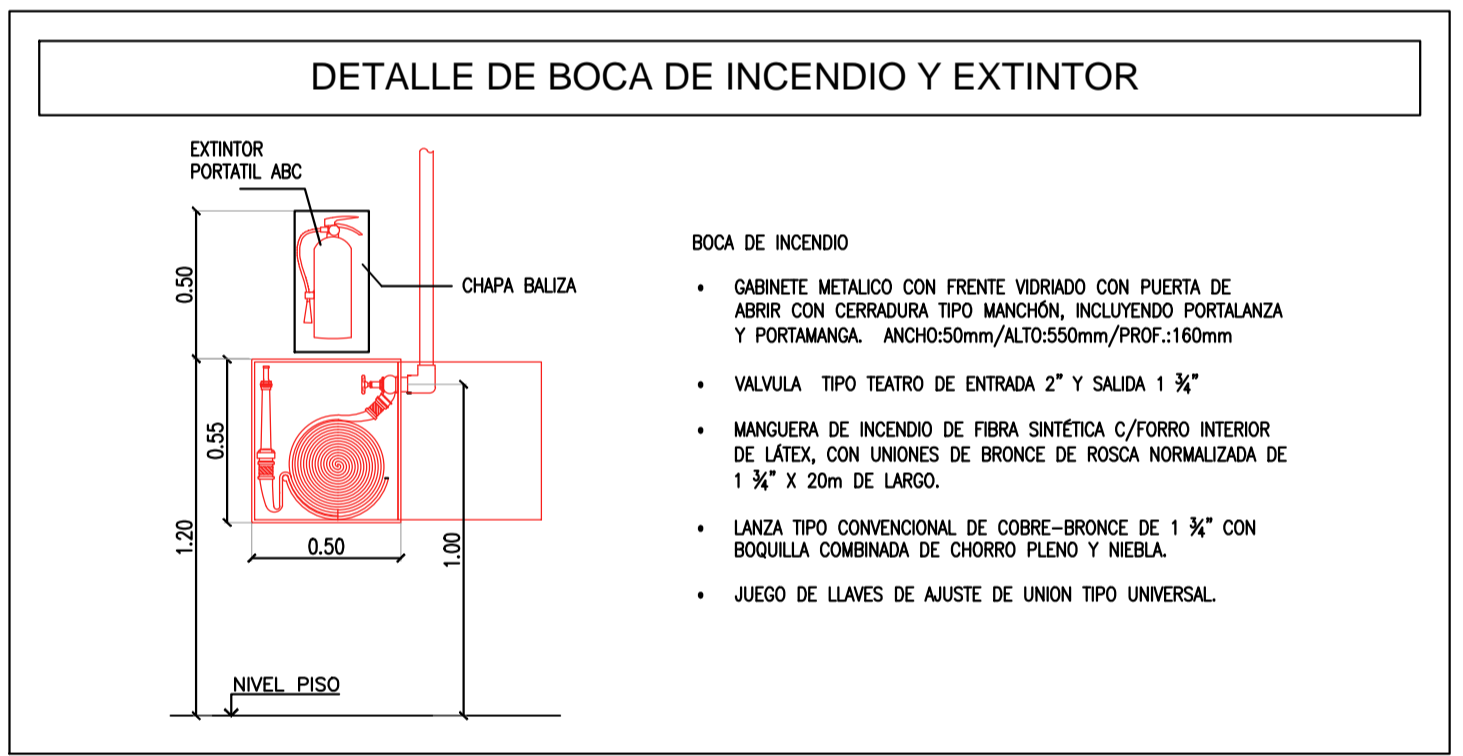 DETALLE DE BOCA DE INCENDIO Y EXTINTOR
EXTINTOR
PORTATIL ABC
CHAPA BALIZA
0.50
0.55
1.20
0.50
1.00
NIVEL PISO
BOCA DE INCENDIO
• GABINETE METALICO CON FRENTE VIDRIADO CON PUERTA DE
ABRIR CON CERRADURA TIPO MANCHÓN, INCLUYENDO PORTALANZA
Y PORTAMANGA. ANCHO:50mm/ALTO:550mm/PROF.:160mm
• VALVULA TIPO TEATRO DE ENTRADA 2" Y SALIDA 1 ¾"
• MANGUERA DE INCENDIO DE FIBRA SINTÉTICA C/FORRO INTERIOR
DE LÁTEX, CON UNIONES DE BRONCE DE ROSCA NORMALIZADA DE
1 ¾" X 20m DE LARGO.
• LANZA TIPO CONVENCIONAL DE COBRE-BRONCE DE 1 ¾" CON
BOQUILLA COMBINADA DE CHORRO PLENO Y NIEBLA.
• JUEGO DE LLAVES DE AJUSTE DE UNION TIPO UNIVERSAL.